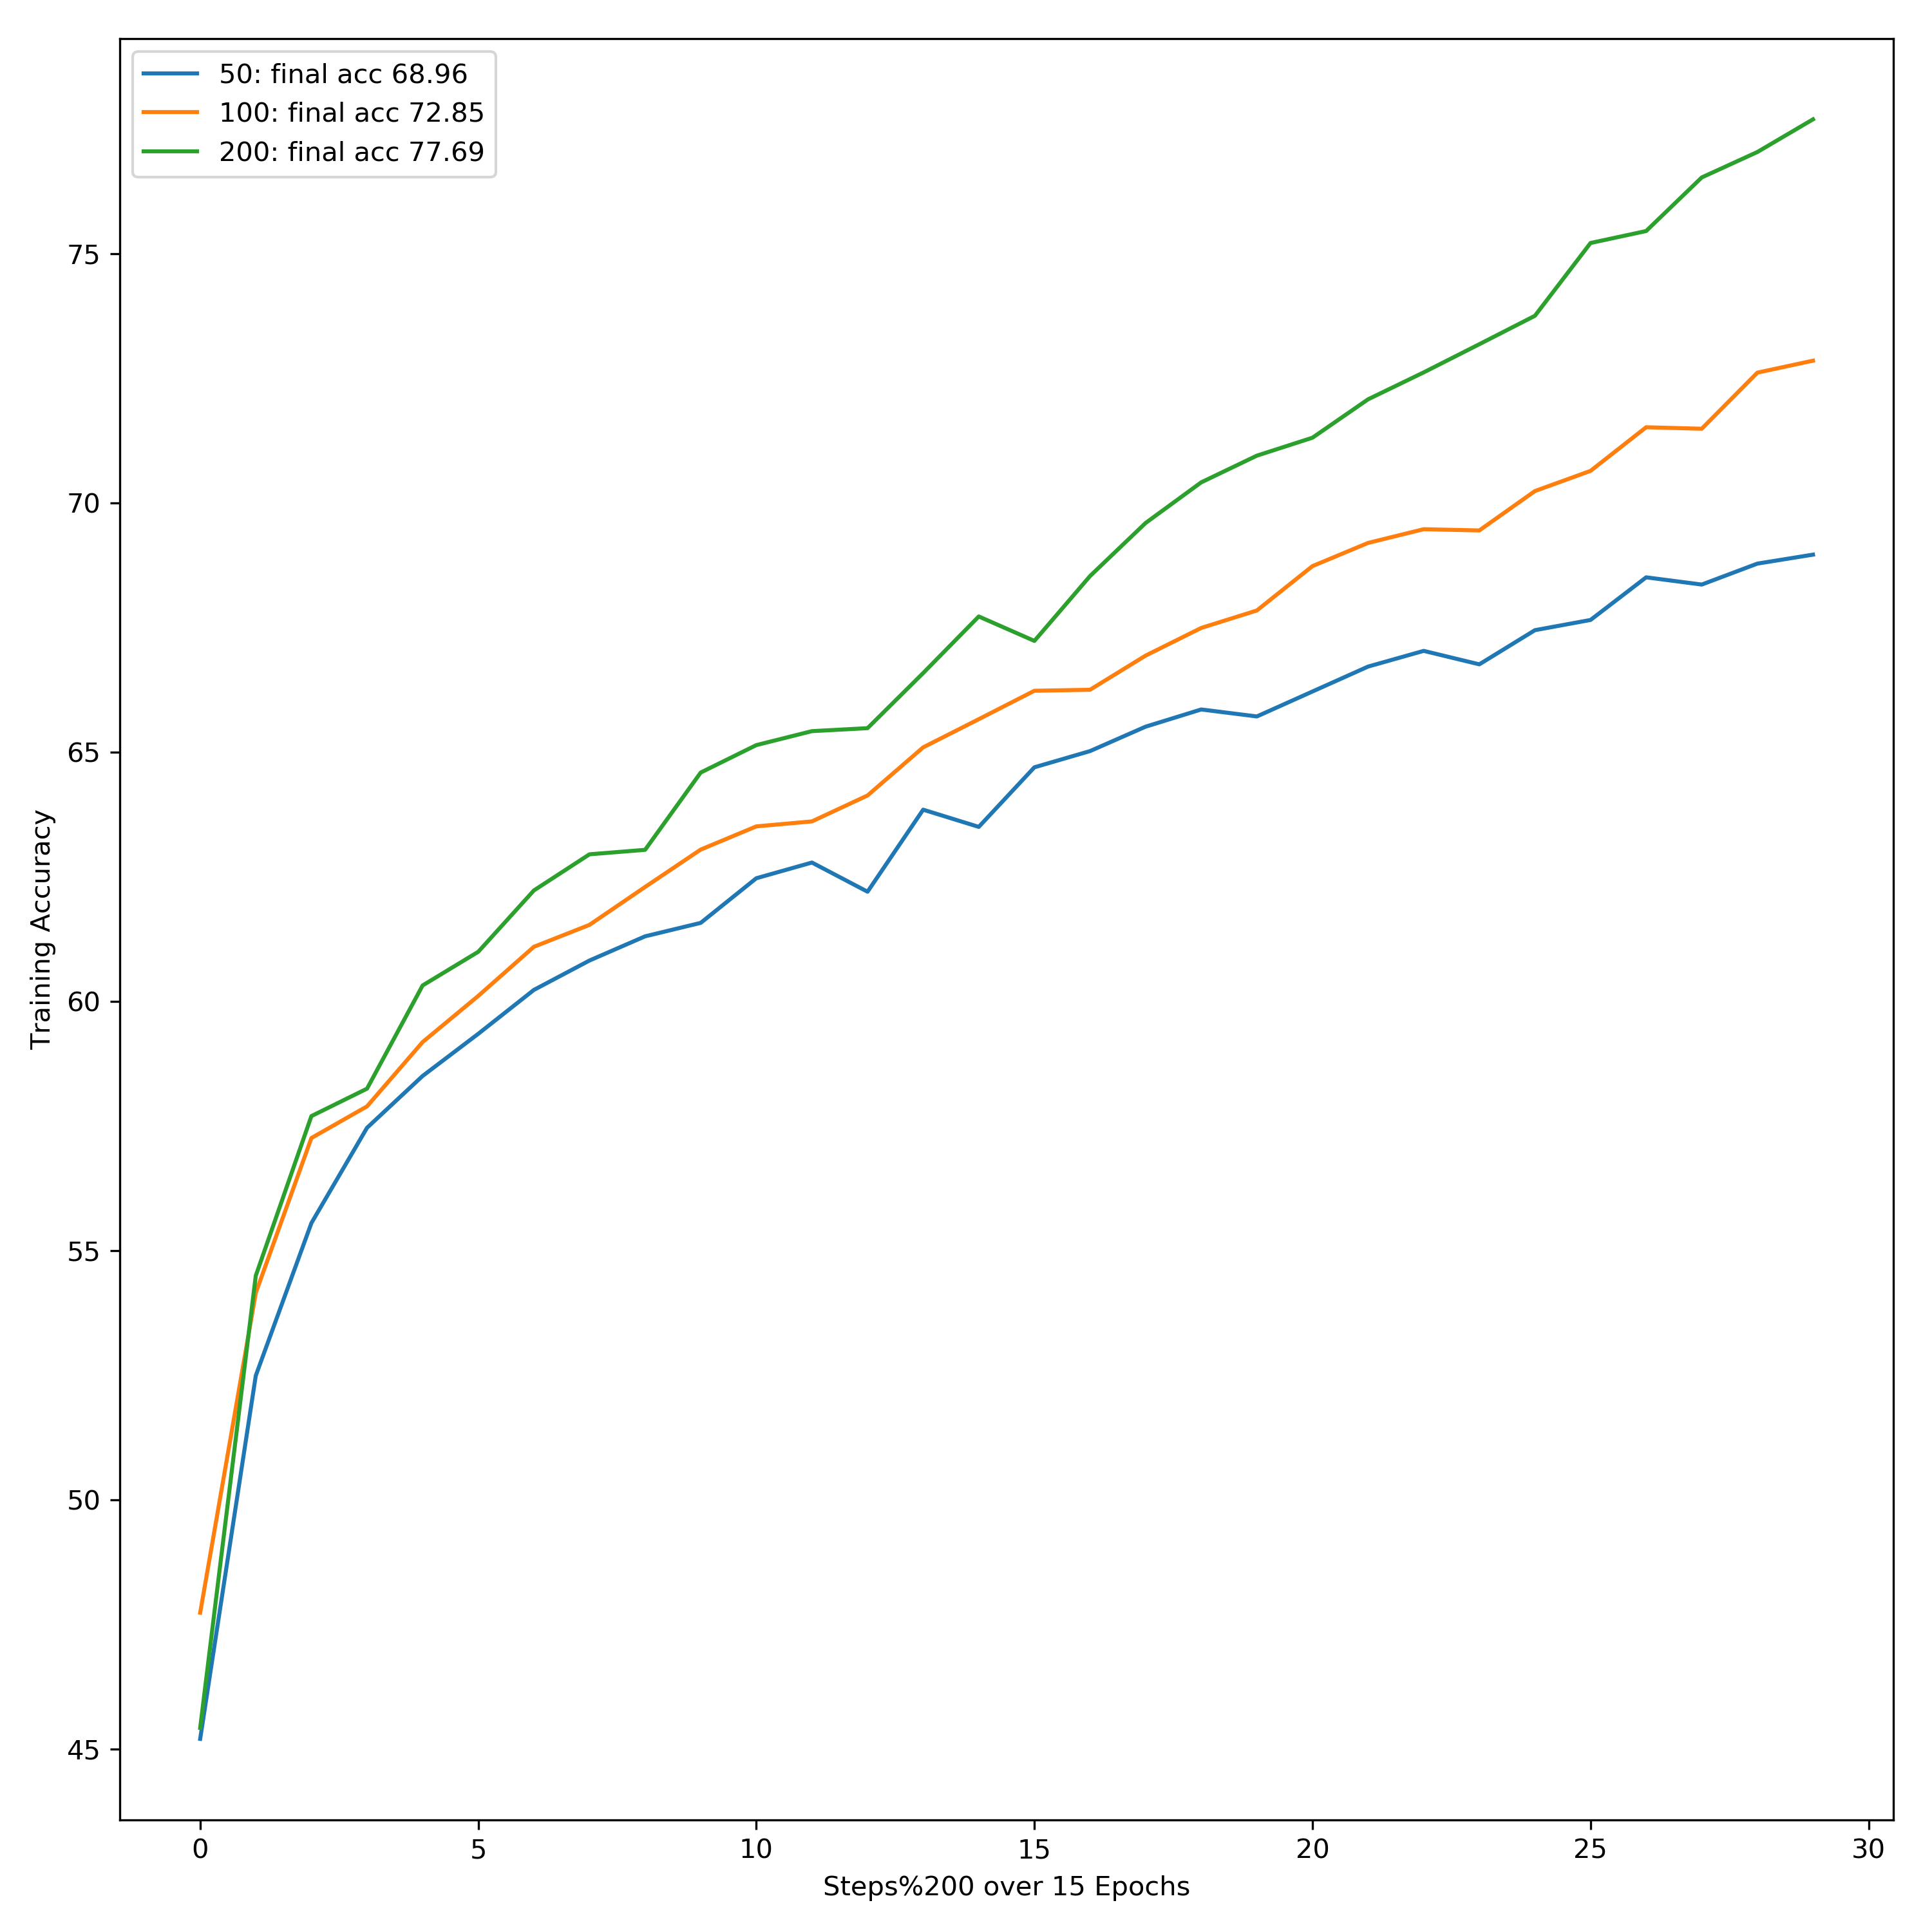 50: final acc 68.96
100: final acc 72.85
200: final acc 77.69
75
70
65
60
55
50
45
Training Accuracy
0 5 10 15 20 25 30
Steps%200 over 15 Epochs